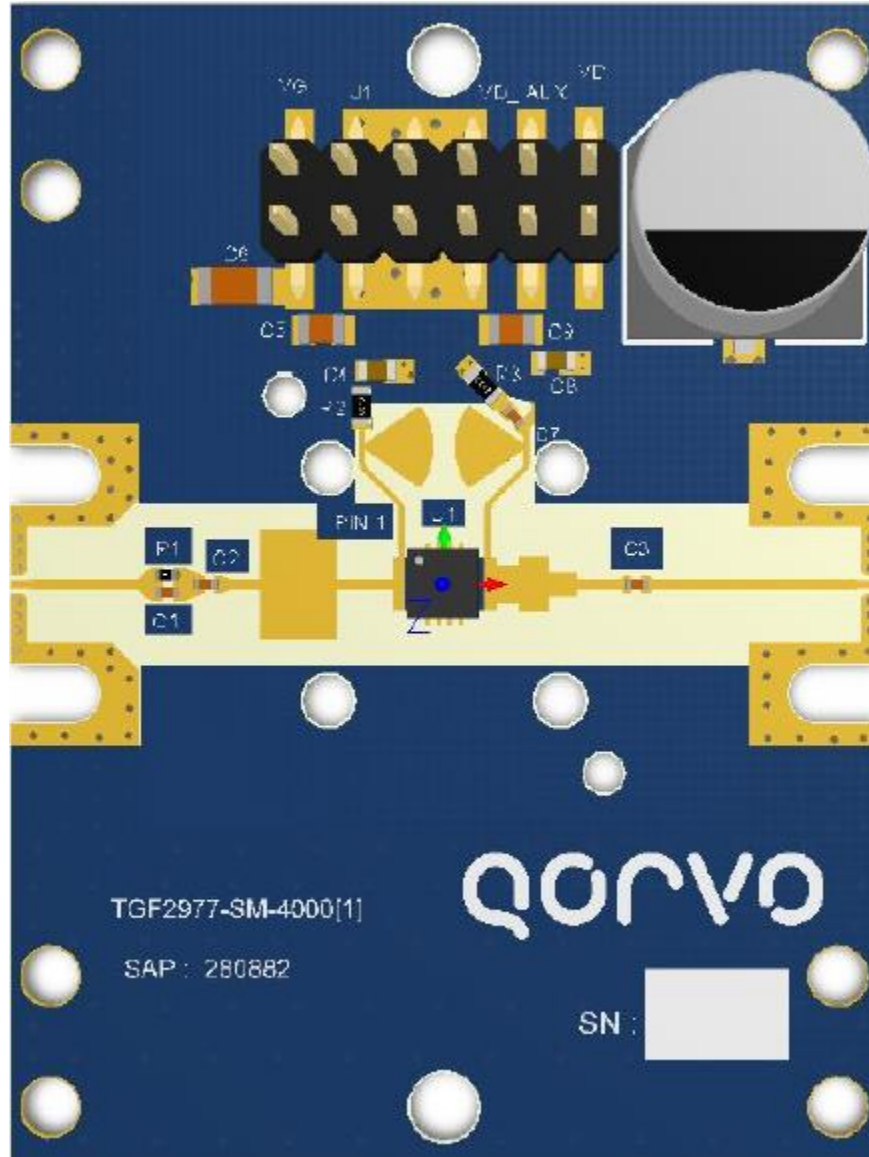 VG J1 VD_AUX VD
C6
C5 C9
C4 R3 C8
R2
C7
PIN 1 U1
R1 C2 C3
C1
Z
TGF2977-SM-4000[1]
QORVO
SAP : 280882
SN :